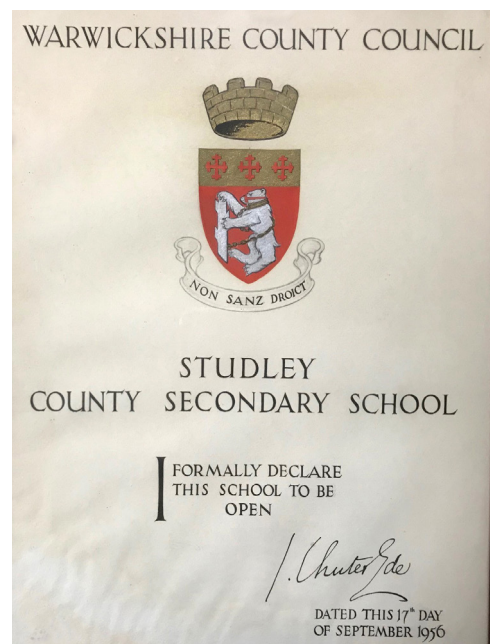 WARWICKSHIRE COUNTY COUNCIL
NON SANZ DROICT
STUDLEY
COUNTY SECONDARY SCHOOL
I FORMALLY DECLARE
THIS SCHOOL TO BE
OPEN
J. Chuter Ede
DATED THIS 17th DAY
OF SEPTEMBER 1956